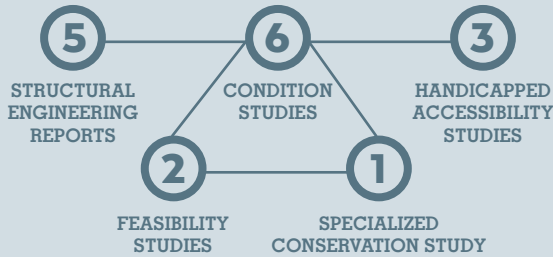 5
6
3
STRUCTURAL
ENGINEERING
REPORTS
CONDITION
STUDIES
HANDICAPPED
ACCESSIBILITY
STUDIES
2
1
FEASIBILITY
STUDIES
SPECIALIZED
CONSERVATION STUDY